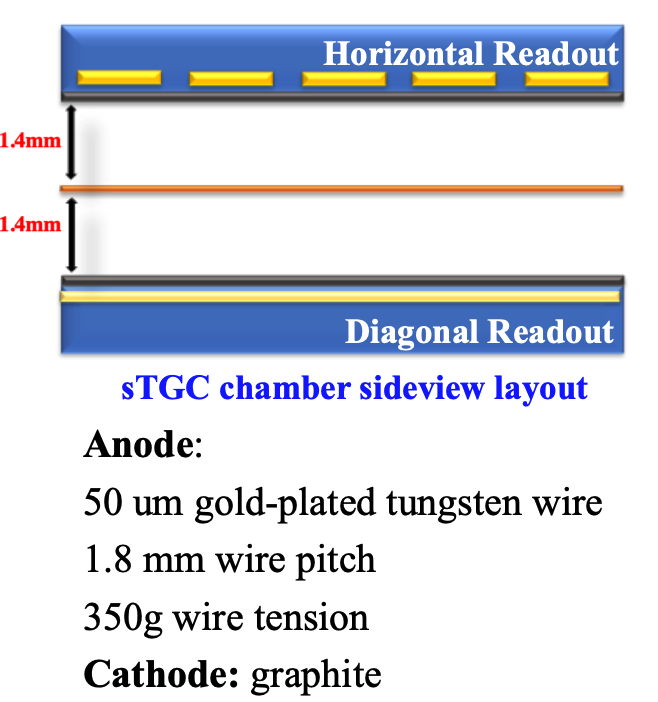 Horizontal Readout
1.4mm
1.4mm
Diagonal Readout
sTGC chamber sideview layout
Anode:
50 um gold-plated tungsten wire
1.8 mm wire pitch
350g wire tension
Cathode: graphite